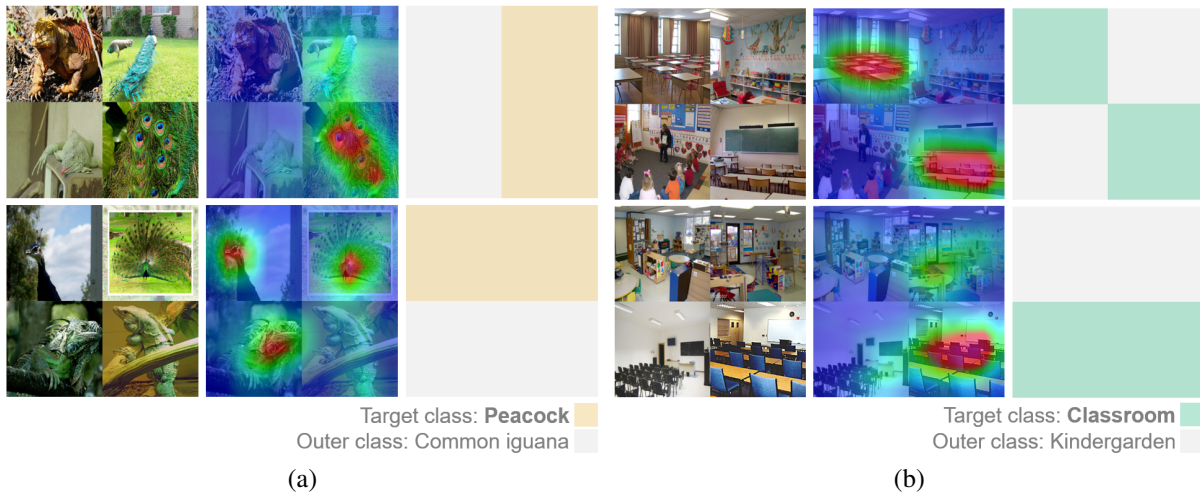 Target class: Peacock
Outer class: Common iguana
(a)
Target class: Classroom
Outer class: Kindergarden
(b)